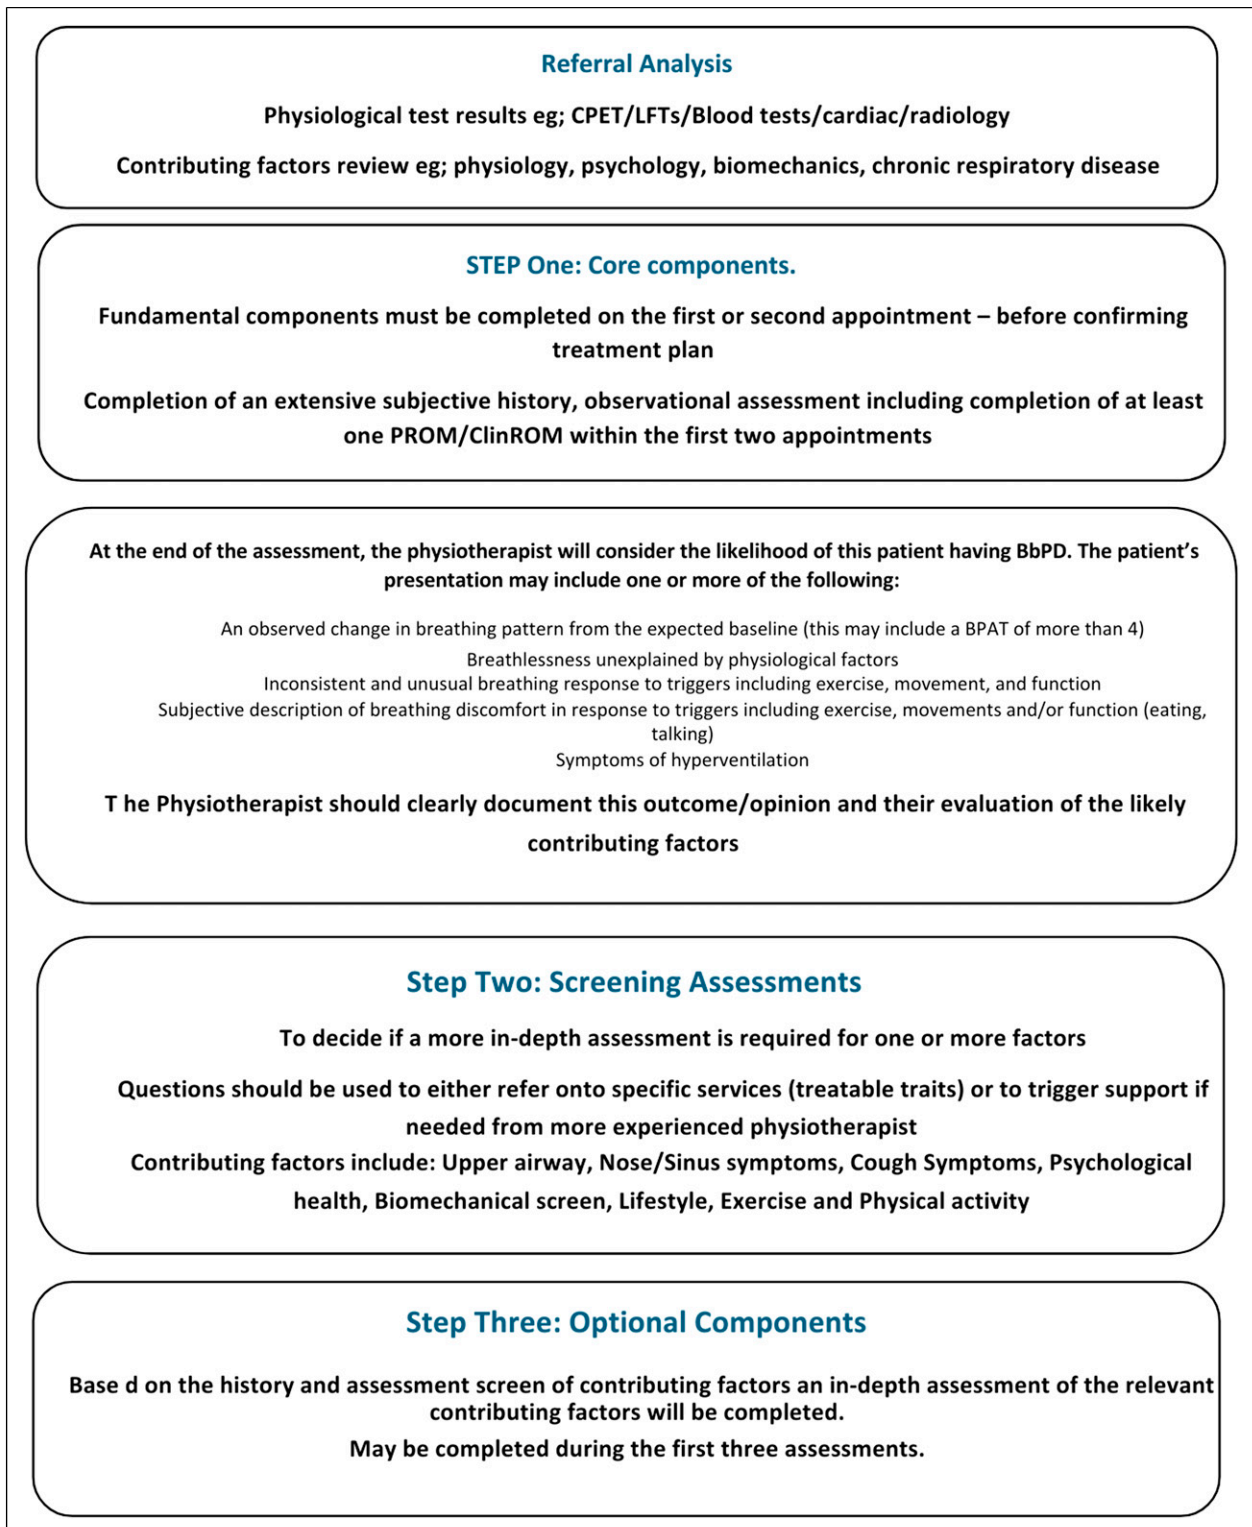 Referral Analysis
Physiological test results eg; CPET/LFTs/Blood tests/cardiac/radiology
Contributing factors review eg; physiology, psychology, biomechanics, chronic respiratory disease
STEP One: Core components.
Fundamental components must be completed on the first or second appointment – before confirming
treatment plan
Completion of an extensive subjective history, observational assessment including completion of at least
one PROM/ClinROM within the first two appointments
At the end of the assessment, the physiotherapist will consider the likelihood of this patient having BbPD. The patient's
presentation may include one or more of the following:
An observed change in breathing pattern from the expected baseline (this may include a BPAT of more than 4)
Breathlessness unexplained by physiological factors
Inconsistent and unusual breathing response to triggers including exercise, movement, and function
Subjective description of breathing discomfort in response to triggers including exercise, movements and/or function (eating,
talking)
Symptoms of hyperventilation
T he Physiotherapist should clearly document this outcome/opinion and their evaluation of the likely
contributing factors
Step Two: Screening Assessments
To decide if a more in-depth assessment is required for one or more factors
Questions should be used to either refer onto specific services (treatable traits) or to trigger support if
needed from more experienced physiotherapist
Contributing factors include: Upper airway, Nose/Sinus symptoms, Cough Symptoms, Psychological
health, Biomechanical screen, Lifestyle, Exercise and Physical activity
Step Three: Optional Components
Base d on the history and assessment screen of contributing factors an in-depth assessment of the relevant
contributing factors will be completed.
May be completed during the first three assessments.